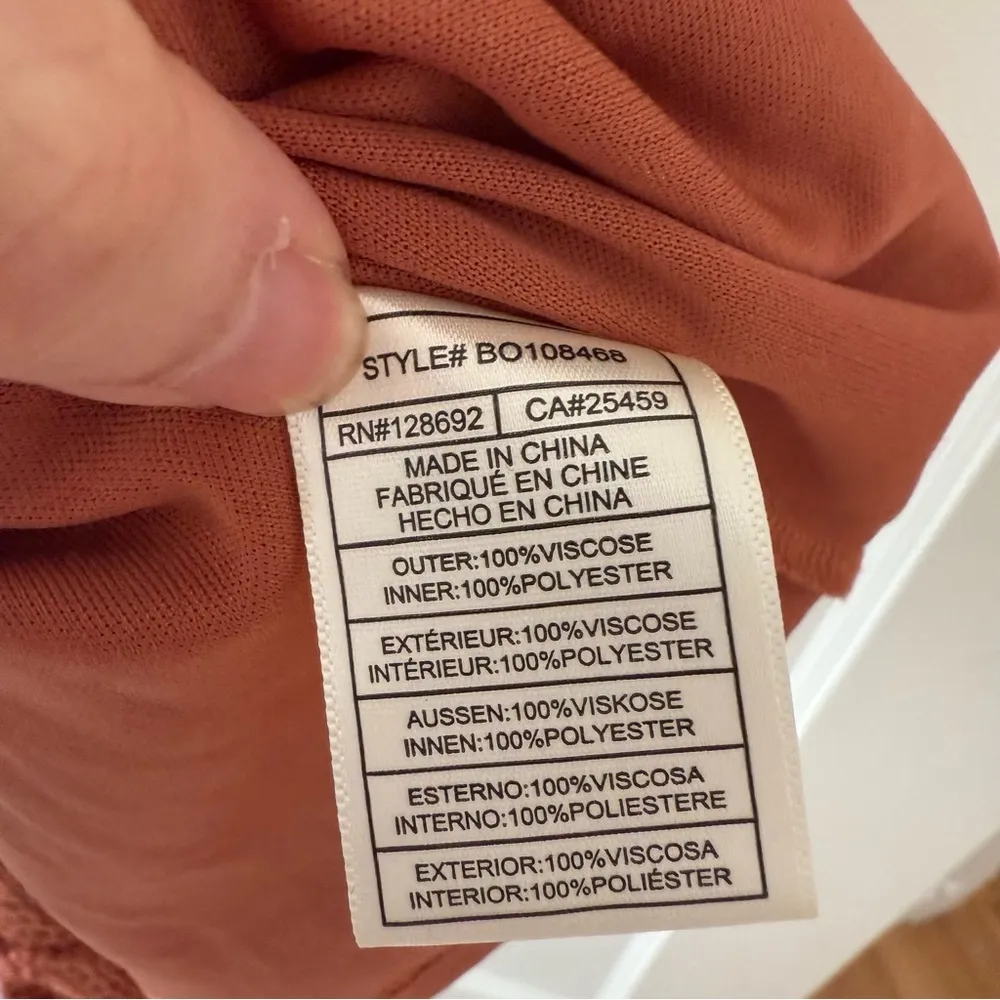 STYLE# BO108468
RN#128692 CA#25459
MADE IN CHINA
FABRIQUÉ EN CHINE
HECHO EN CHINA
OUTER:100%VISCOSE
INNER:100%POLYESTER
EXTÉRIEUR:100%VISCOSE
INTÉRIEUR:100%POLYESTER
AUSSEN:100%VISKOSE
INNEN:100%POLYESTER
ESTERNO:100%VISCOSA
INTERNO:100%POLIESTERE
EXTERIOR:100%VISCOSA
INTERIOR:100%POLIÉSTER